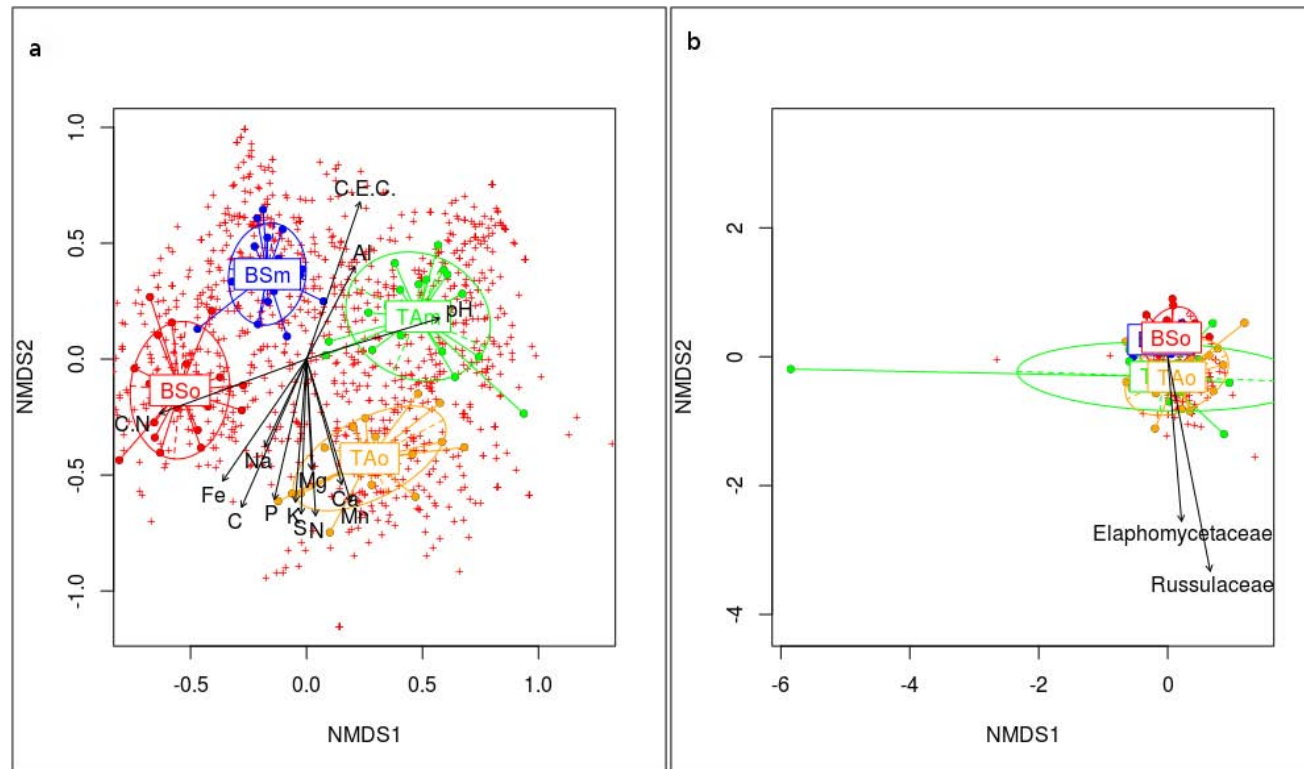 a
NMDS2
1.0
0.5
0.0
-0.5
-1.0
C.E.C.
Al
BSm
TAm
pH
BSo
C.N
TAo
Na
Mg
Fe
Ca
C
P
K
S
N
Mn
-0.5
0.0
0.5
1.0
NMDS1
b
NMDS2
2
0
-2
-4
BSo
TAo
Elaphomycetaceae
Russulaceae
-6
-4
-2
0
NMDS1